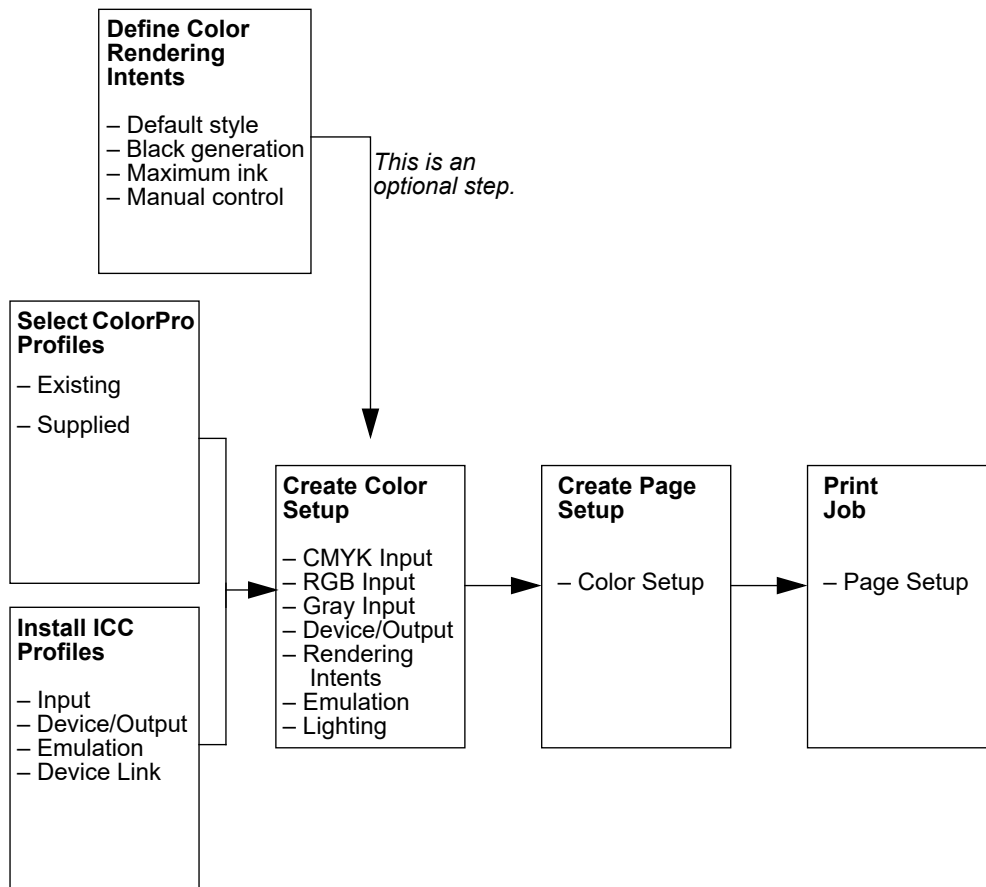 Define Color
Rendering
Intents
– Default style
– Black generation
– Maximum ink
– Manual control
This is an
optional step.
Select ColorPro
Profiles
– Existing
– Supplied
Install ICC
Profiles
– Input
– Device/Output
– Emulation
– Device Link
Create Color
Setup
– CMYK Input
– RGB Input
– Gray Input
– Device/Output
– Rendering
Intents
– Emulation
– Lighting
Create Page
Setup
– Color Setup
Print
Job
– Page Setup